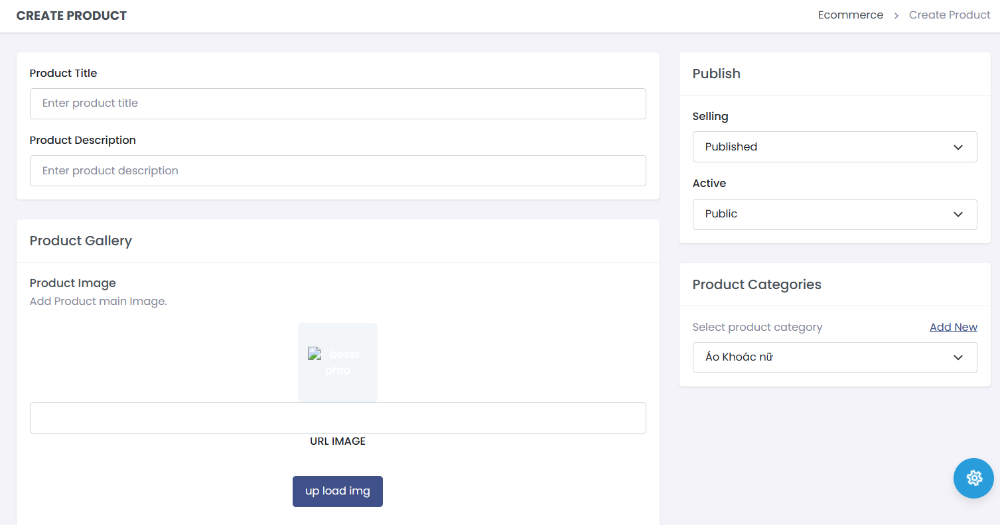 CREATE PRODUCT
Ecommerce > Create Product
Product Title
Enter product title
Product Description
Enter product description
Product Gallery
Product Image
Add Product main Image.
besst
phto
URL IMAGE
up load img
Publish
Selling
Published
Active
Public
Product Categories
Select product category Add New
Áo Khoác nữ